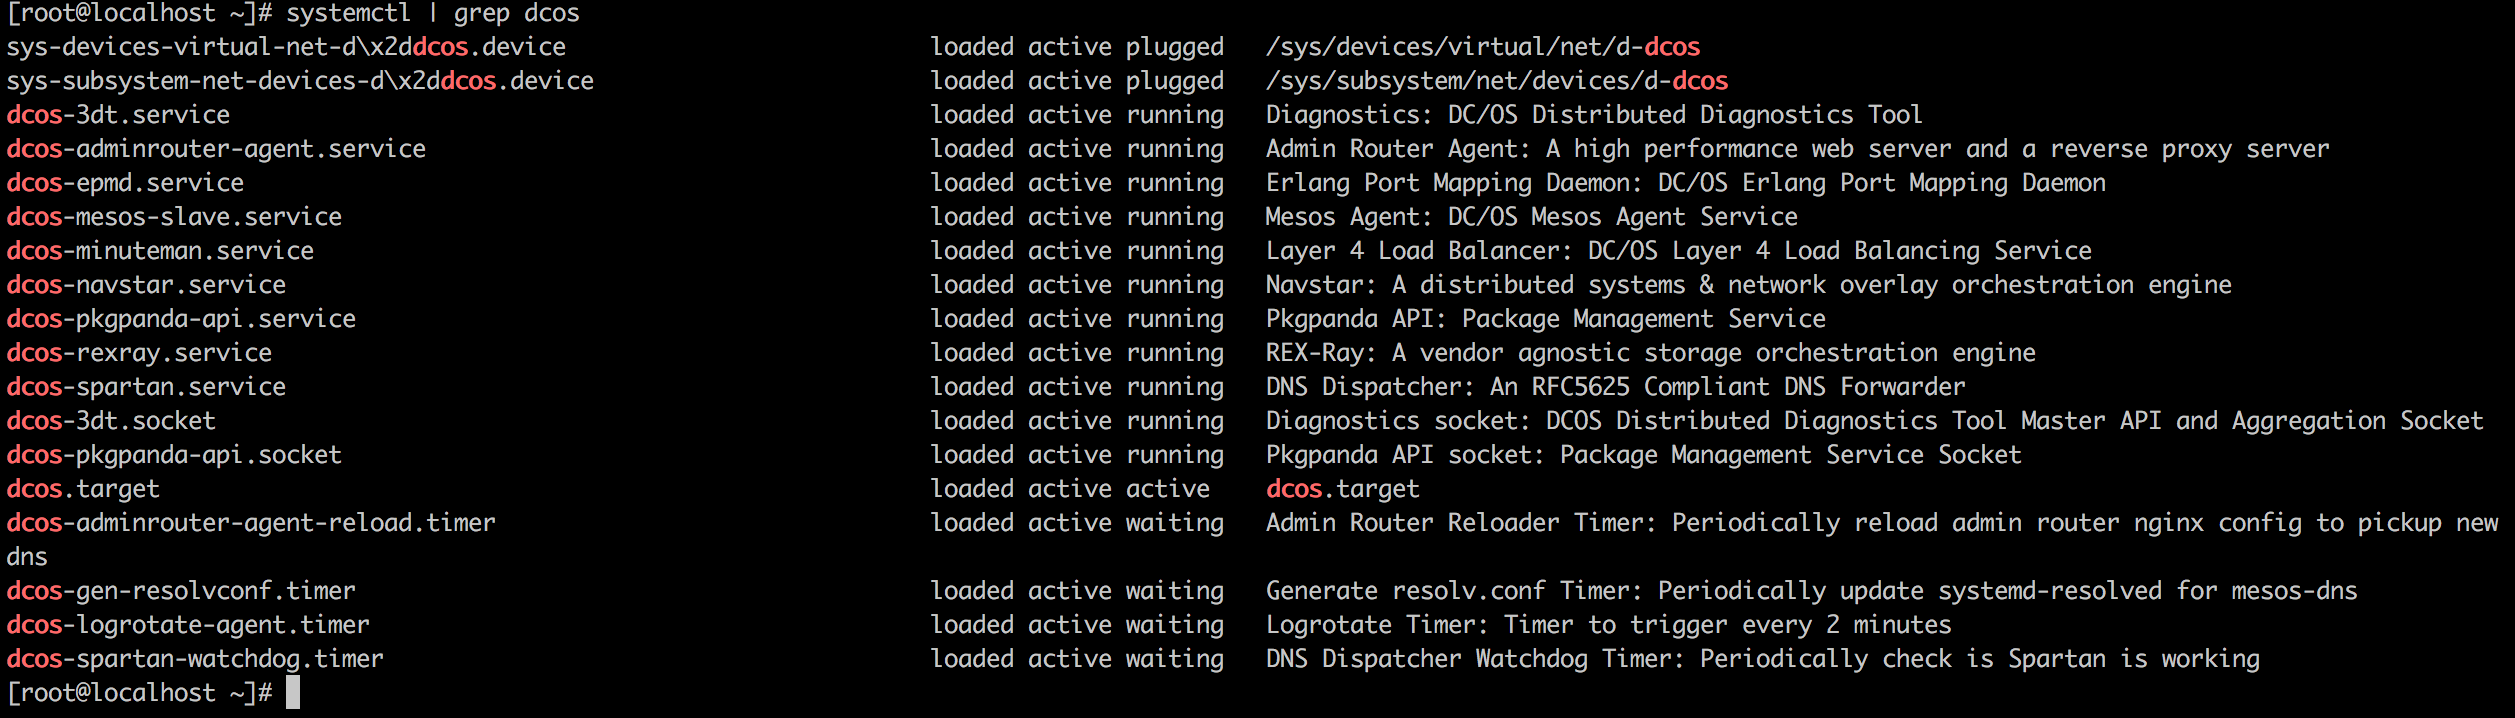 [root@localhost ~]# systemctl | grep dcos
sys-devices-virtual-net-d\x2ddcos.device loaded active plugged /sys/devices/virtual/net/d-dcos
sys-subsystem-net-devices-d\x2ddcos.device loaded active plugged /sys/subsystem/net/devices/d-dcos
dcos-3dt.service loaded active running Diagnostics: DC/OS Distributed Diagnostics Tool
dcos-adminrouter-agent.service loaded active running Admin Router Agent: A high performance web server and a reverse proxy server
dcos-epmd.service loaded active running Erlang Port Mapping Daemon: DC/OS Erlang Port Mapping Daemon
dcos-mesos-slave.service loaded active running Mesos Agent: DC/OS Mesos Agent Service
dcos-minuteman.service loaded active running Layer 4 Load Balancer: DC/OS Layer 4 Load Balancing Service
dcos-navstar.service loaded active running Navstar: A distributed systems & network overlay orchestration engine
dcos-pkgpanda-api.service loaded active running Pkgpanda API: Package Management Service
dcos-rexray.service loaded active running REX-Ray: A vendor agnostic storage orchestration engine
dcos-spartan.service loaded active running DNS Dispatcher: An RFC5625 Compliant DNS Forwarder
dcos-3dt.socket loaded active running Diagnostics socket: DCOS Distributed Diagnostics Tool Master API and Aggregation Socket
dcos-pkgpanda-api.socket loaded active running Pkgpanda API socket: Package Management Service Socket
dcos.target loaded active active dcos.target
dcos-adminrouter-agent-reload.timer loaded active waiting Admin Router Reloader Timer: Periodically reload admin router nginx config to pickup new
dns
dcos-gen-resolvconf.timer loaded active waiting Generate resolv.conf Timer: Periodically update systemd-resolved for mesos-dns
dcos-logrotate-agent.timer loaded active waiting Logrotate Timer: Timer to trigger every 2 minutes
dcos-spartan-watchdog.timer loaded active waiting DNS Dispatcher Watchdog Timer: Periodically check is Spartan is working
[root@localhost ~]#